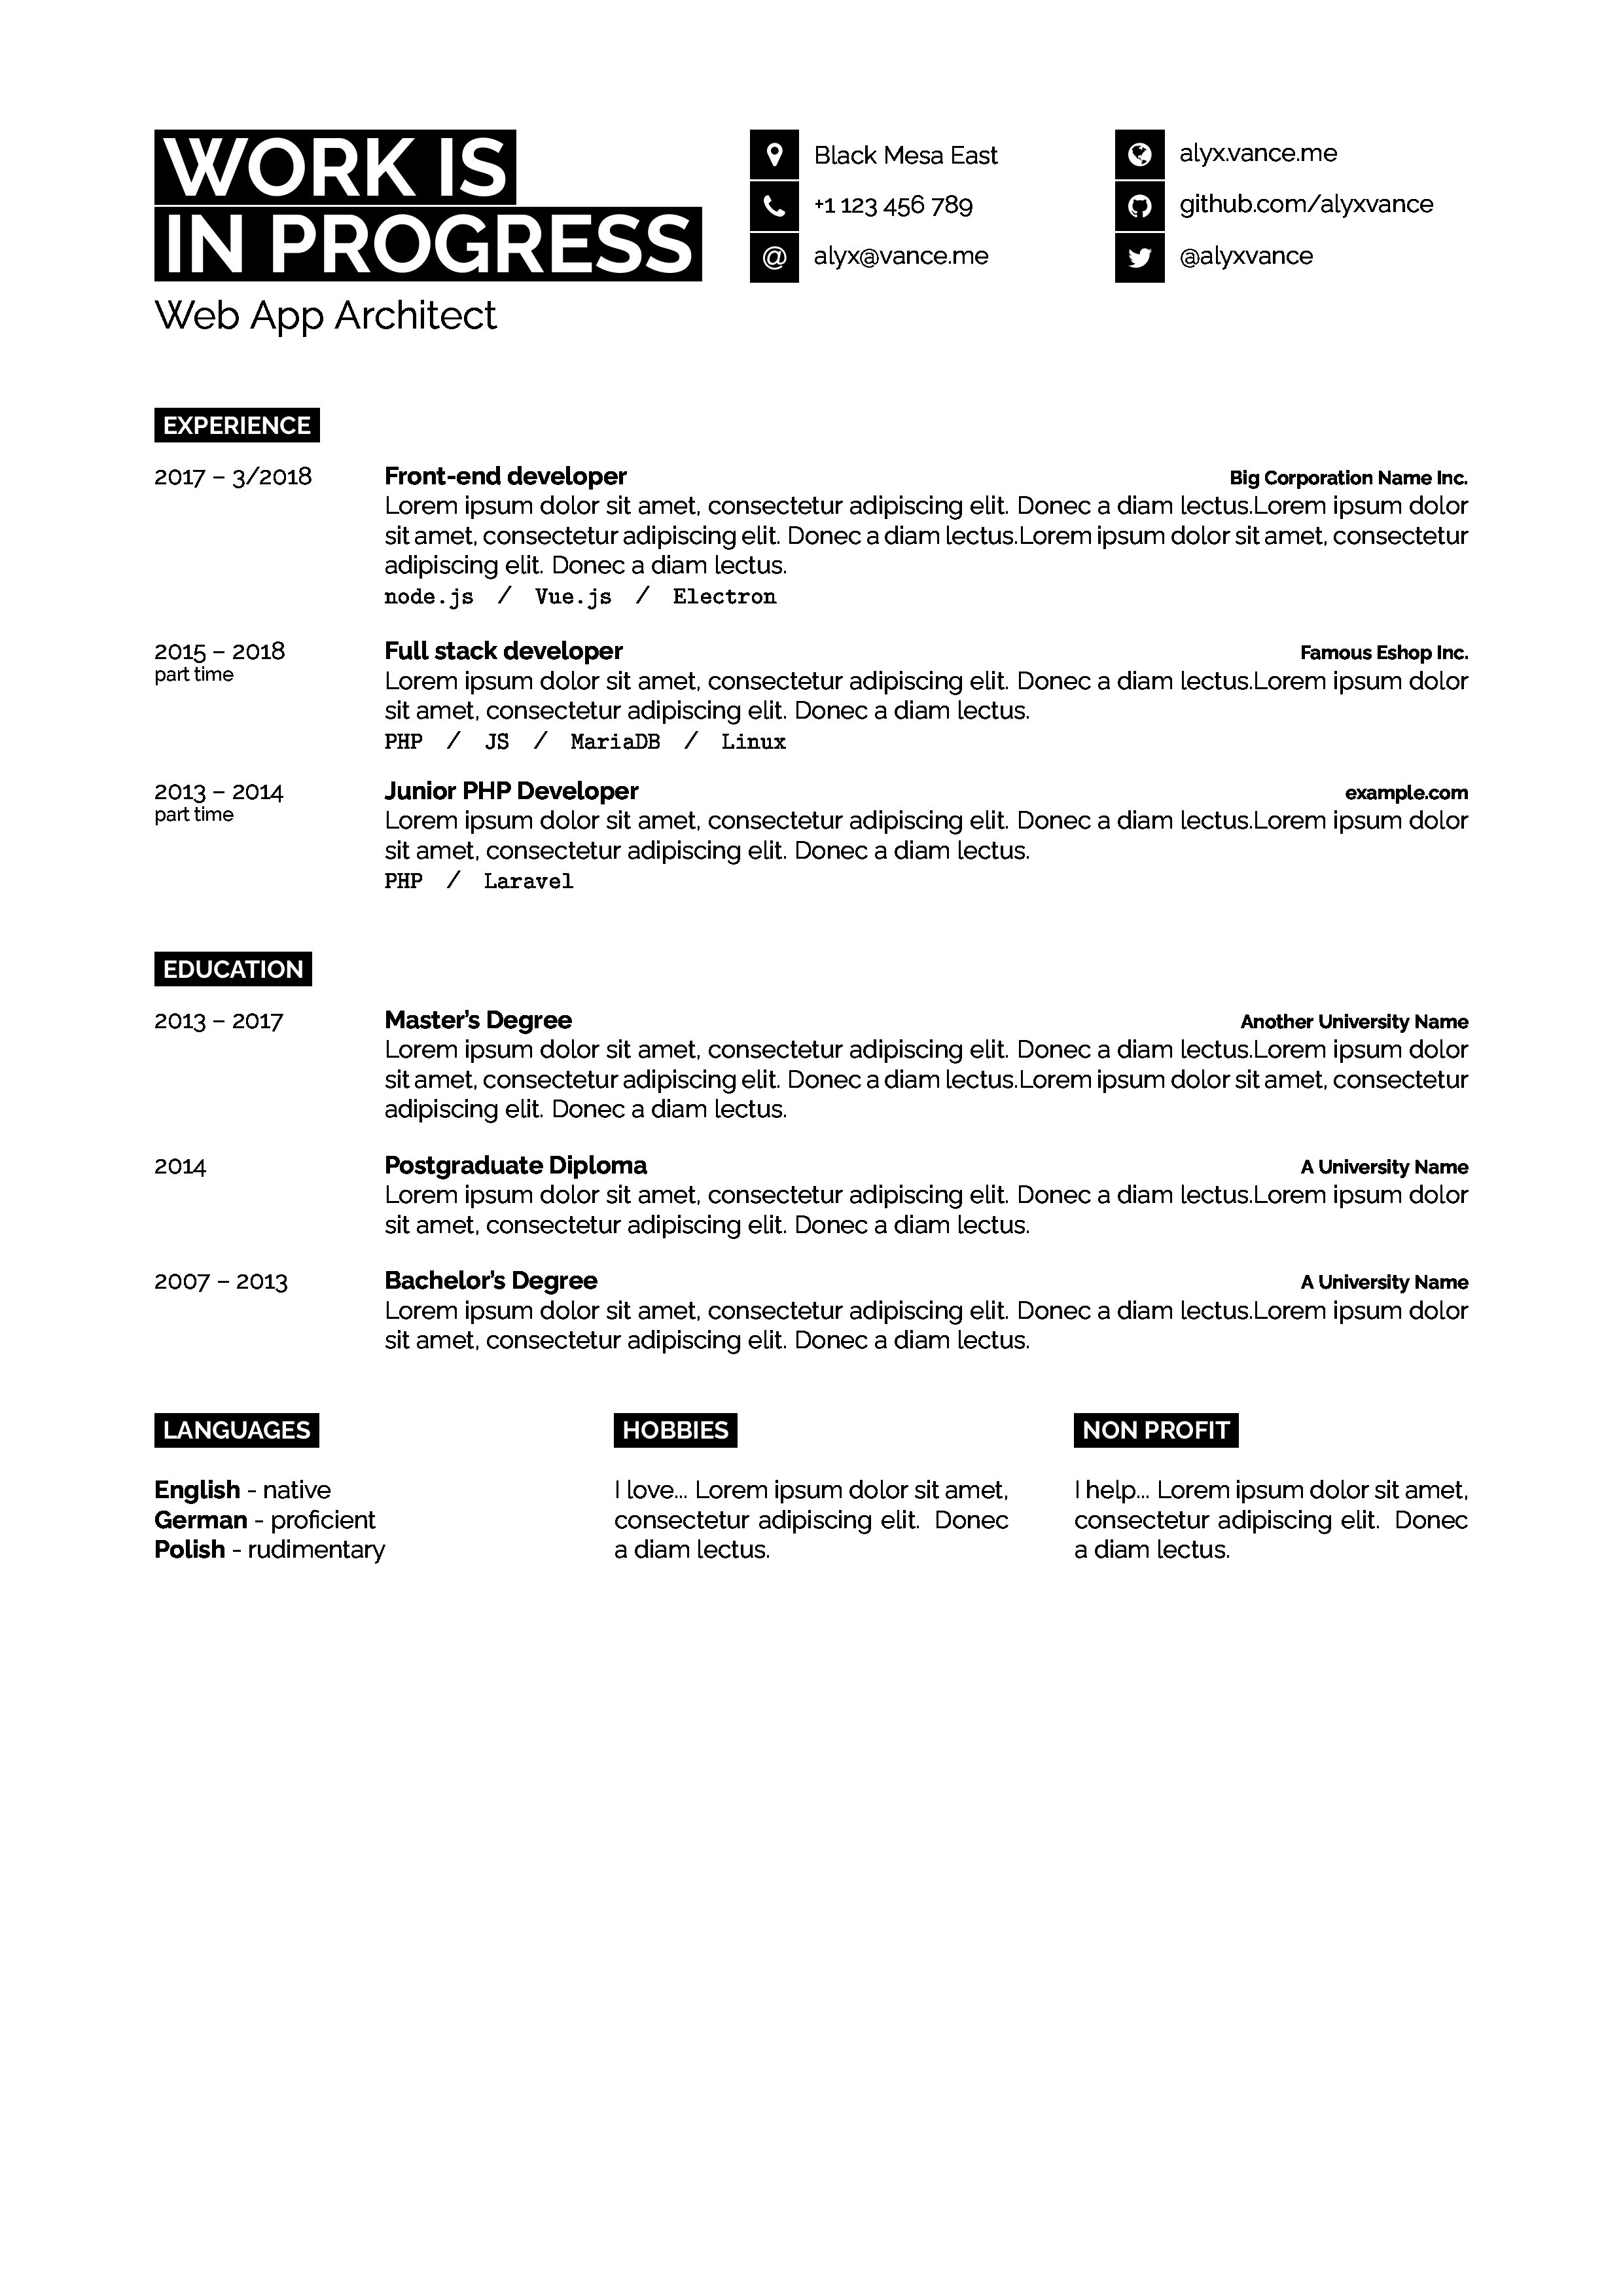 WORK IS
IN PROGRESS
Web App Architect
Black Mesa East
+1 123 456 789
alyx@vance.me
alyx.vance.me
github.com/alyxvance
@alyxvance
EXPERIENCE
2017 – 3/2018 Front-end developer Big Corporation Name Inc.
Lorem ipsum dolor sit amet, consectetur adipiscing elit. Donec a diam lectus.Lorem ipsum dolor
sit amet, consectetur adipiscing elit. Donec a diam lectus.Lorem ipsum dolor sit amet, consectetur
adipiscing elit. Donec a diam lectus.
node.js / Vue.js / Electron
2015 – 2018 Full stack developer Famous Eshop Inc.
part time
Lorem ipsum dolor sit amet, consectetur adipiscing elit. Donec a diam lectus.Lorem ipsum dolor
sit amet, consectetur adipiscing elit. Donec a diam lectus.
PHP / JS / MariaDB / Linux
2013 – 2014 Junior PHP Developer example.com
part time
Lorem ipsum dolor sit amet, consectetur adipiscing elit. Donec a diam lectus.Lorem ipsum dolor
sit amet, consectetur adipiscing elit. Donec a diam lectus.
PHP / Laravel
EDUCATION
2013 – 2017 Master's Degree Another University Name
Lorem ipsum dolor sit amet, consectetur adipiscing elit. Donec a diam lectus.Lorem ipsum dolor
sit amet, consectetur adipiscing elit. Donec a diam lectus.Lorem ipsum dolor sit amet, consectetur
adipiscing elit. Donec a diam lectus.
2014 Postgraduate Diploma A University Name
Lorem ipsum dolor sit amet, consectetur adipiscing elit. Donec a diam lectus.Lorem ipsum dolor
sit amet, consectetur adipiscing elit. Donec a diam lectus.
2007 – 2013 Bachelor's Degree A University Name
Lorem ipsum dolor sit amet, consectetur adipiscing elit. Donec a diam lectus.Lorem ipsum dolor
sit amet, consectetur adipiscing elit. Donec a diam lectus.
LANGUAGES
English - native
German - proficient
Polish - rudimentary
HOBBIES
I love... Lorem ipsum dolor sit amet,
consectetur adipiscing elit. Donec
a diam lectus.
NON PROFIT
I help... Lorem ipsum dolor sit amet,
consectetur adipiscing elit. Donec
a diam lectus.